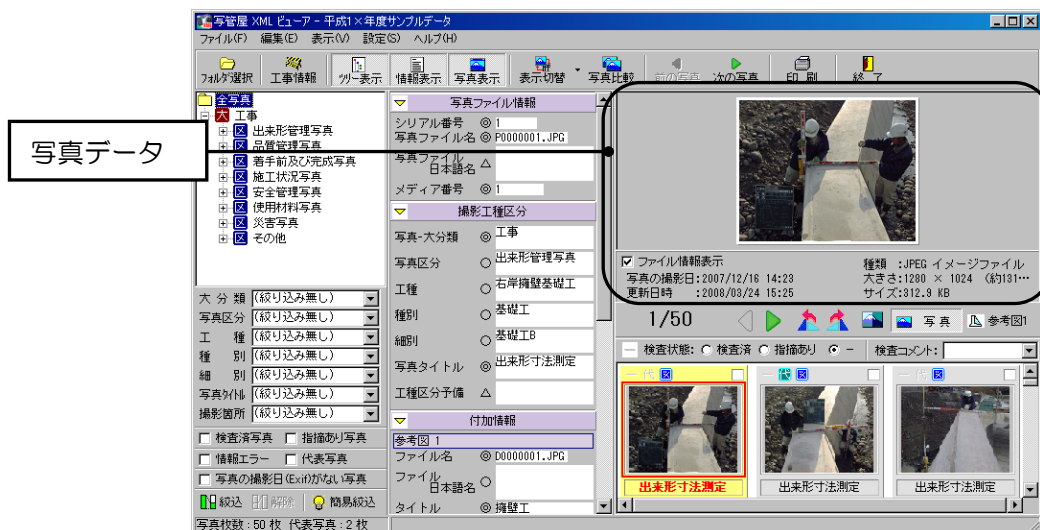 写管屋 XML ビューア - 平成1×年度サンプルデータ
ファイル(F) 編集(E) 表示(V) 設定(S) ヘルプ(H)
フォルダ選択 工事情報 ツリー表示 情報表示 写真表示 表示切替 写真比較 前の写真 次の写真 印 刷 終 了
写真データ
全写真
大 工事
区 出来形管理写真
区 品質管理写真
区 着手前及び完成写真
区 施工状況写真
区 安全管理写真
区 使用材料写真
区 災害写真
区 その他
大 分 類 (絞り込み無し)
写真区分 (絞り込み無し)
工 種 (絞り込み無し)
種 別 (絞り込み無し)
細 別 (絞り込み無し)
写真タイトル (絞り込み無し)
撮影箇所 (絞り込み無し)
検査済写真 指摘あり写真
情報エラー 代表写真
写真の撮影日(Exif)がない写真
絞込 解除 簡易絞込
写真枚数 : 50 枚 代表写真 : 2 枚
写真ファイル情報
シリアル番号 ◎ 1
写真ファイル名 ◎ P0000001.JPG
写真ファイル
日本語名 △
メディア番号 ◎ 1
撮影工種区分
写真-大分類 ◎ 工事
写真区分 ○ 出来形管理写真
工種 ○ 右岸擁壁基礎工
種別 ○ 基礎工
細別 ○ 基礎工B
写真タイトル ◎ 出来形寸法測定
工種区分予備 △
付加情報
参考図 1
ファイル名 ◎ D0000001.JPG
ファイル
日本語名 ○
タイトル ◎ 擁壁工
ファイル情報表示
写真の撮影日:2007/12/16 14:23
更新日時 :2008/03/24 15:25
種類 :JPEG イメージファイル
大きさ:1280 × 1024 (約131…
サイズ:312.9 KB
1/50 写 真 参考図1
検査状態: 検査済 指摘あり - 検査コメント:
一 代 区
一 代 区
一 代 区
出来形寸法測定
出来形寸法測定
出来形寸法測定